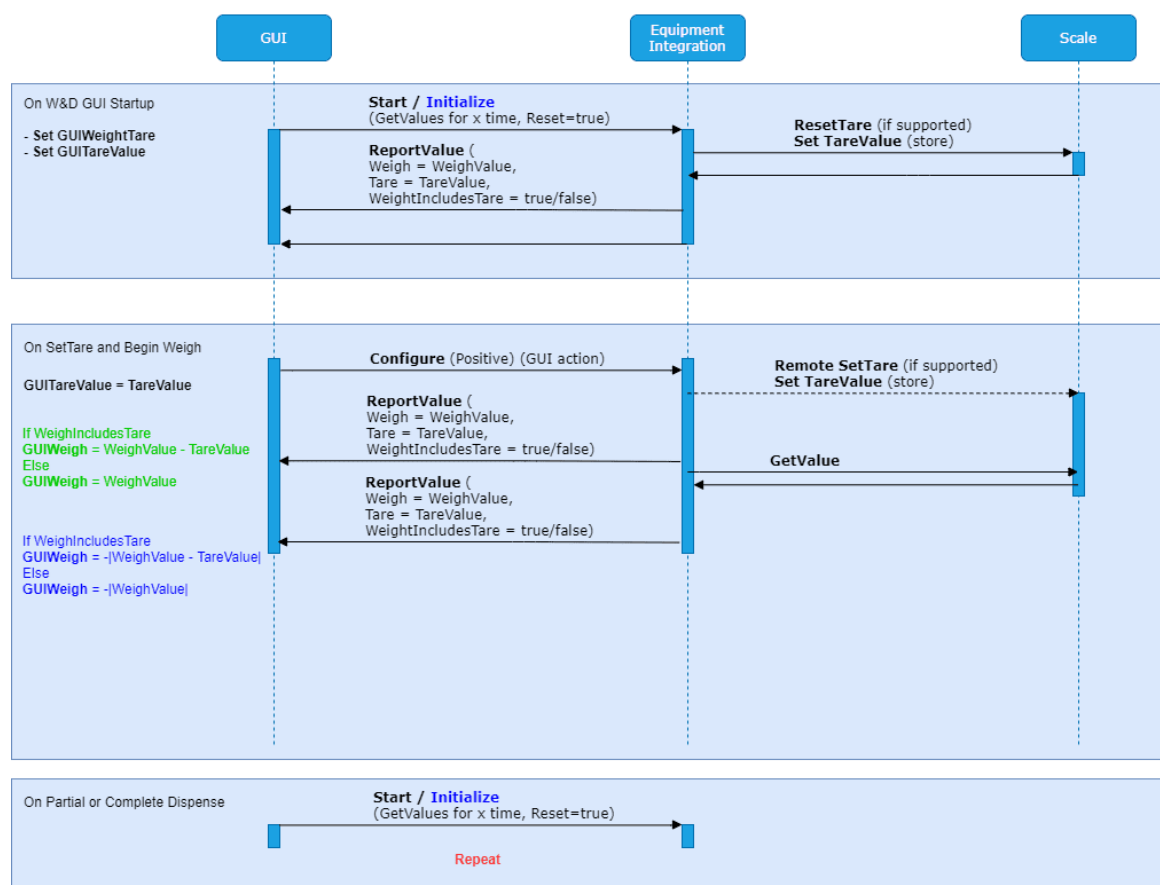 GUI
Equipment
Integration
Scale
On W&D GUI Startup
- Set GUIWeightTare
- Set GUITareValue
Start / Initialize
(GetValues for x time, Reset=true)
ReportValue (
Weigh = WeighValue,
Tare = TareValue,
WeightIncludesTare = true/false)
ResetTare (if supported)
Set TareValue (store)
On SetTare and Begin Weigh
GUITareValue = TareValue
If WeighIncludesTare
GUIWeigh = WeighValue - TareValue
Else
GUIWeigh = WeighValue
If WeighIncludesTare
GUIWeigh = -|WeighValue - TareValue|
Else
GUIWeigh = -|WeighValue|
Configure (Positive) (GUI action)
ReportValue (
Weigh = WeighValue,
Tare = TareValue,
WeightIncludesTare = true/false)
ReportValue (
Weigh = WeighValue,
Tare = TareValue,
WeightIncludesTare = true/false)
Remote SetTare (if supported)
Set TareValue (store)
GetValue
On Partial or Complete Dispense
Start / Initialize
(GetValues for x time, Reset=true)
Repeat